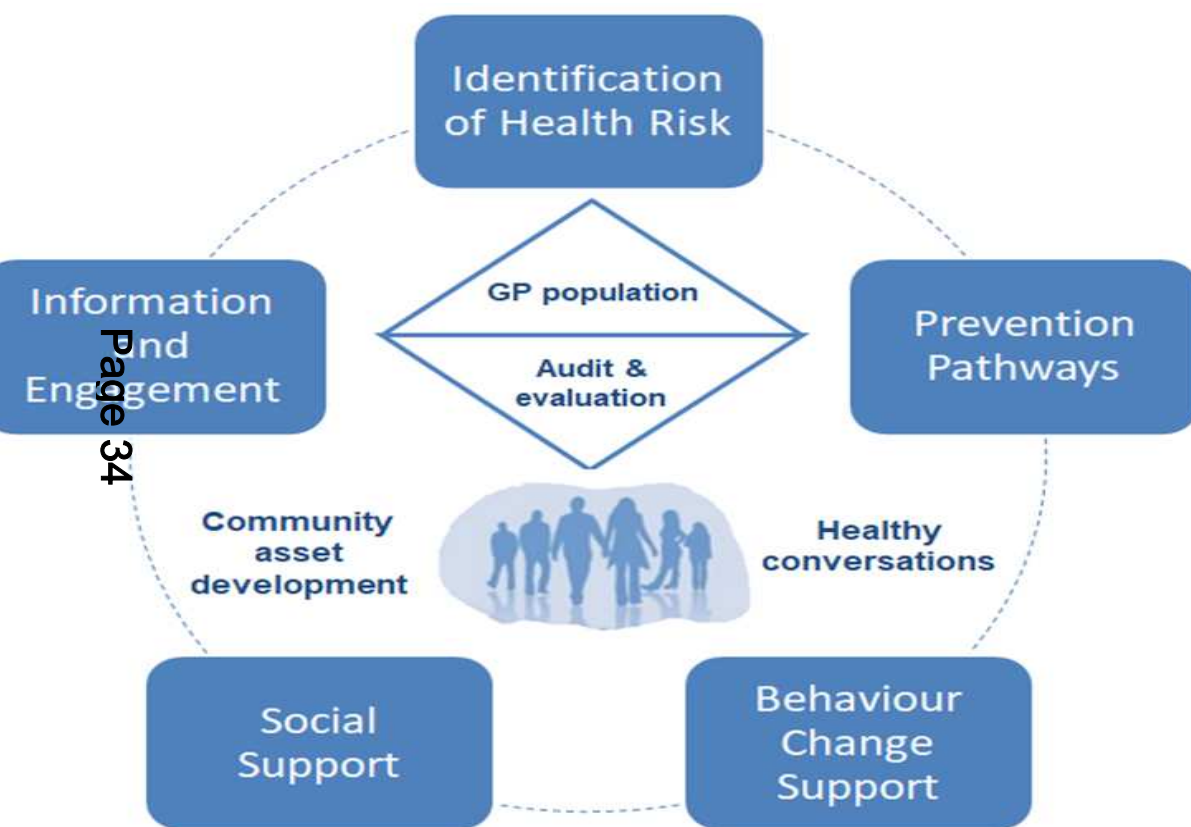 Identification
of Health Risk
GP population
Audit &
evaluation
Information
and
Engagement
Prevention
Pathways
Community
asset
development
Healthy
conversations
Social
Support
Behaviour
Change
Support
Page 34